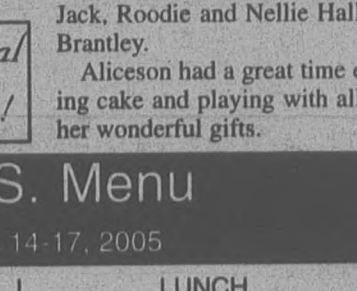 Jack, Roodie and Nellie Hall
Brantley.
Aliceson had a great time
ing cake and playing with al
her wonderful gifts.
!
S. Menu
14-17, 2005
LUNCH